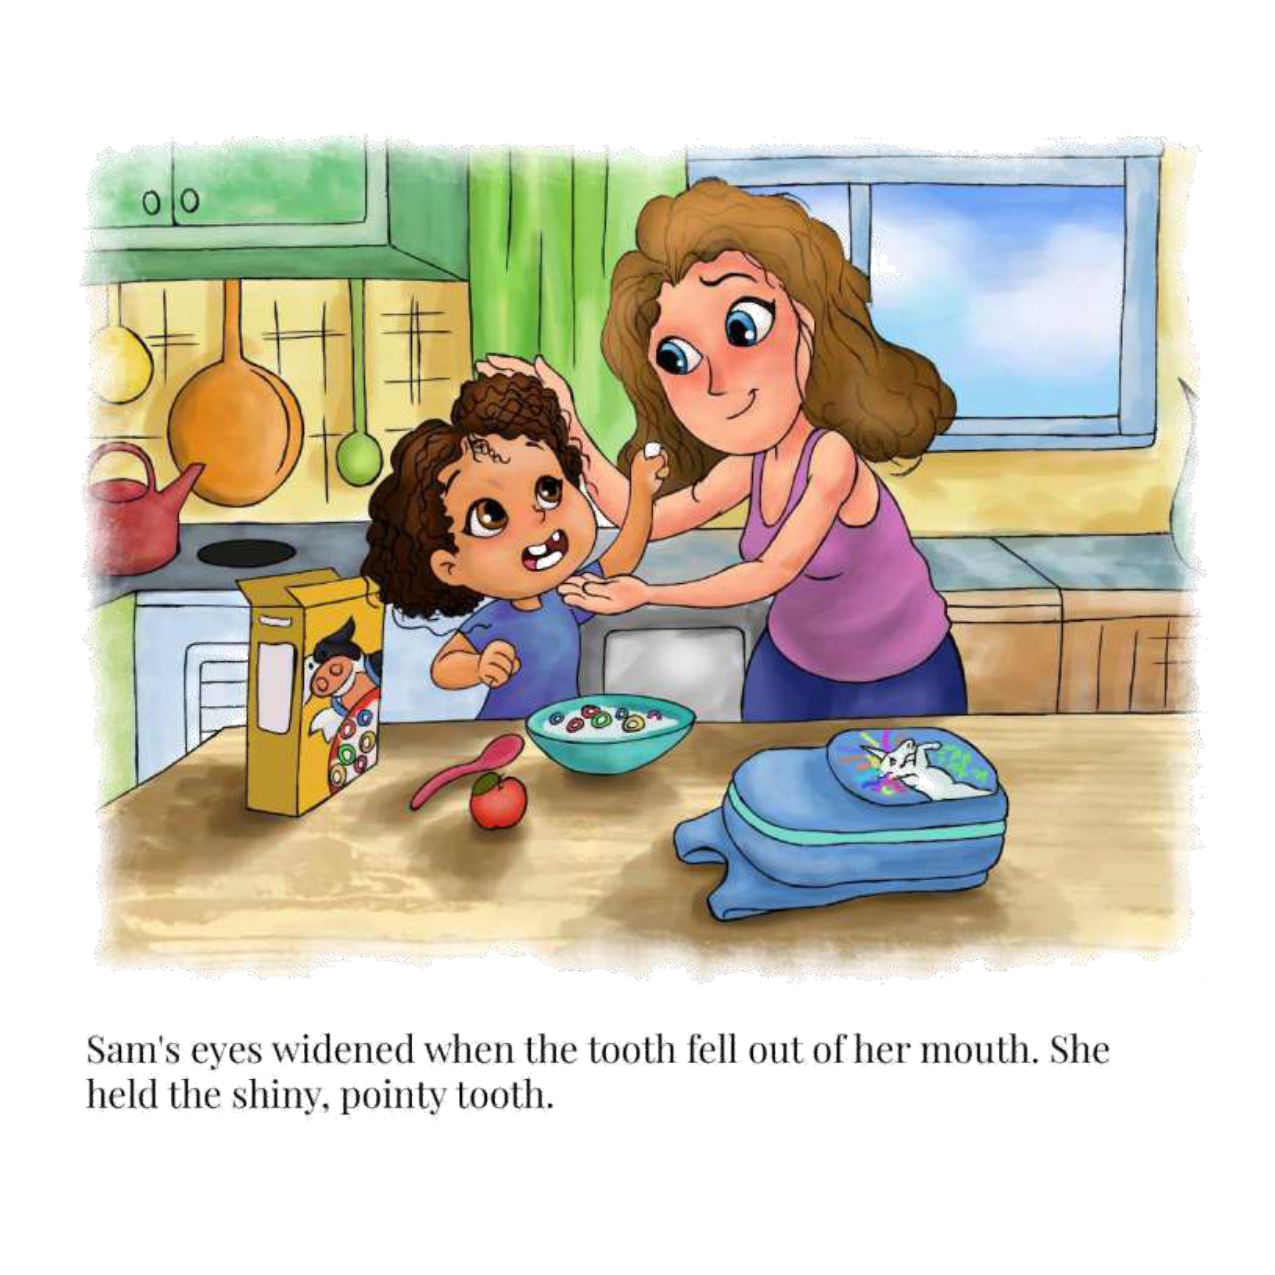 Sam's eyes widened when the tooth fell out of her mouth. She
held the shiny, pointy tooth.